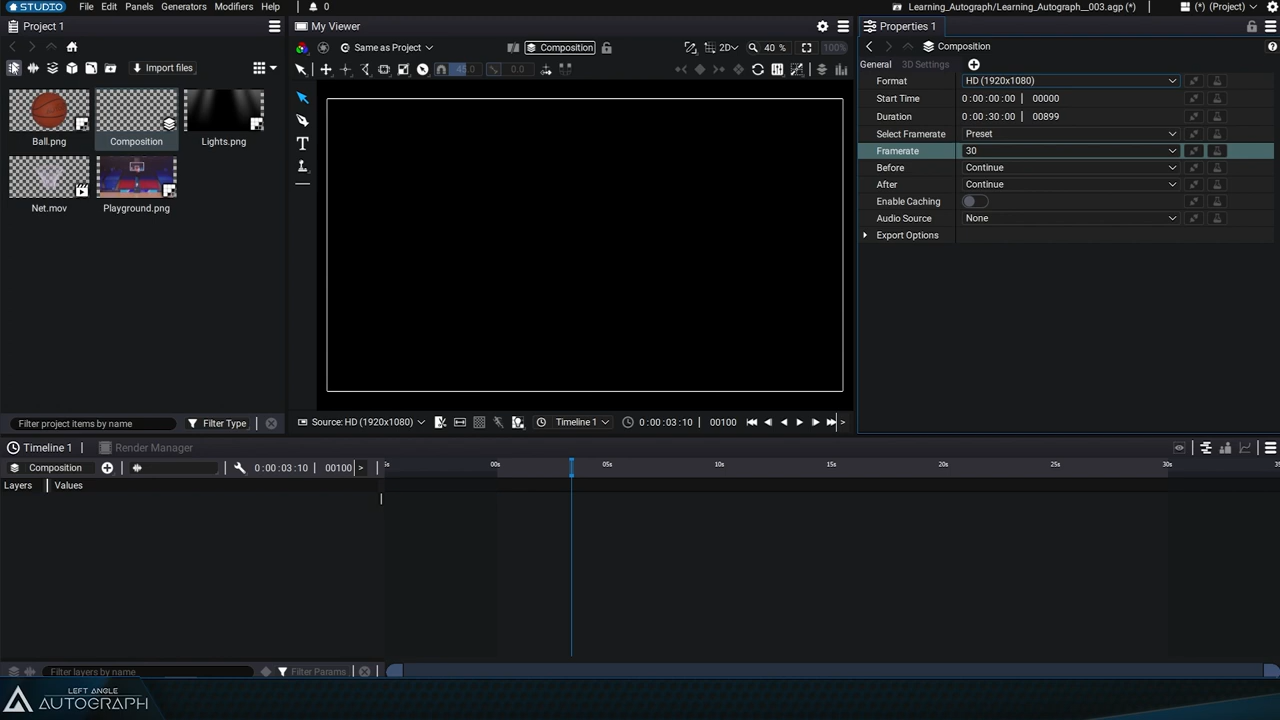 STUDIO File Edit Panels Generators Modifiers Help 0 Learning_Autograph/Learning_Autograph__003.agp (*) (*) (Project)
Project 1
Import files
Ball.png
Composition
Lights.png
Net.mov
Playground.png
Filter project items by name Filter Type
My Viewer
Same as Project Composition 2D 40 % 100%
45.0 0.0
Source: HD (1920x1080) Timeline 1 0:00:03:10 00100 >
Properties 1
Composition ?
General 3D Settings
Format HD (1920x1080)
Start Time 0:00:00:00 00000
Duration 0:00:30:00 00899
Select Framerate Preset
Framerate 30
Before Continue
After Continue
Enable Caching
Audio Source None
Export Options
Timeline 1 Render Manager
Composition 0:00:03:10 00100 > 00s 05s 10s 15s 20s 25s 30s
Layers Values
Filter layers by name Filter Params
LEFT ANGLE
AUTOGRAPH